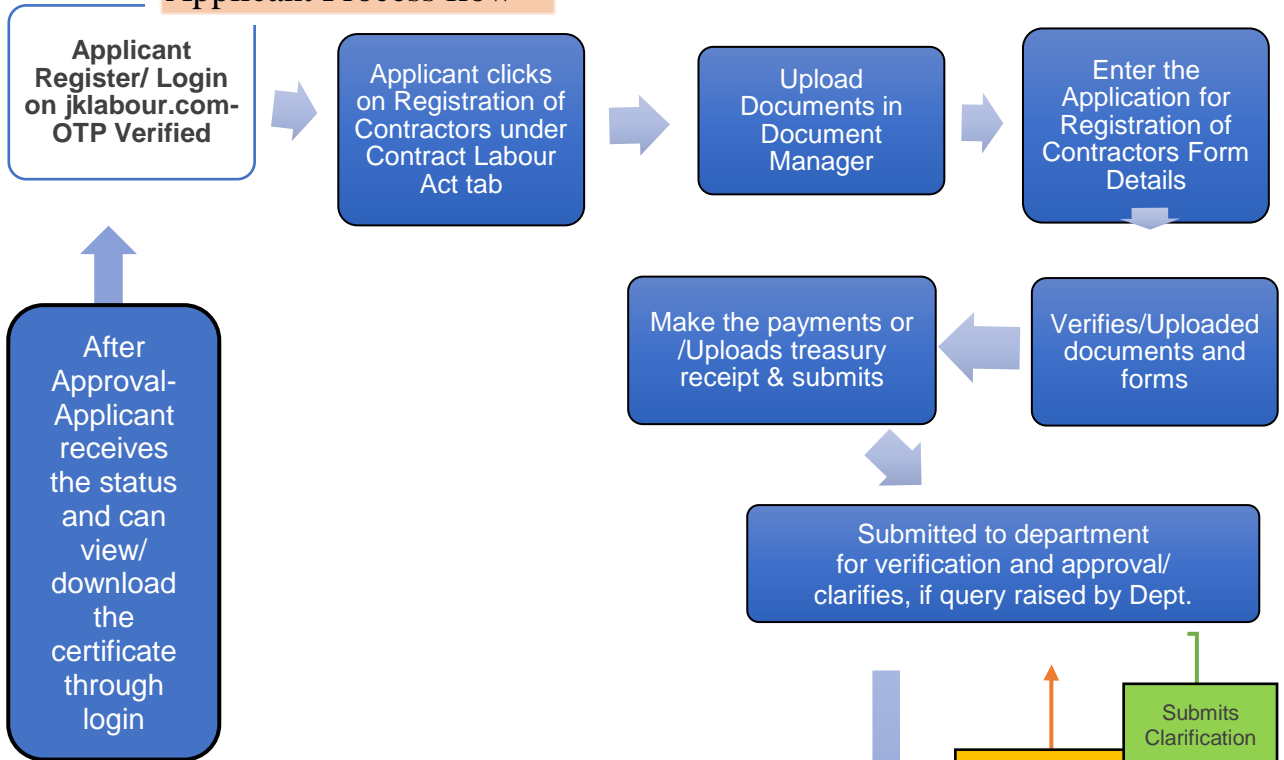 Applicant Process flow
Applicant
Register/ Login
on jklabour.com-
OTP Verified
Applicant clicks
on Registration of
Contractors under
Contract Labour
Act tab
Upload
Documents in
Document
Manager
Enter the
Application for
Registration of
Contractors Form
Details
Verifies/Uploaded
documents and
forms
Make the payments or
/Uploads treasury
receipt & submits
Submitted to department
for verification and approval/
clarifies, if query raised by Dept.
After
Approval-
Applicant
receives
the status
and can
view/
download
the
certificate
through
login
Submits
Clarification